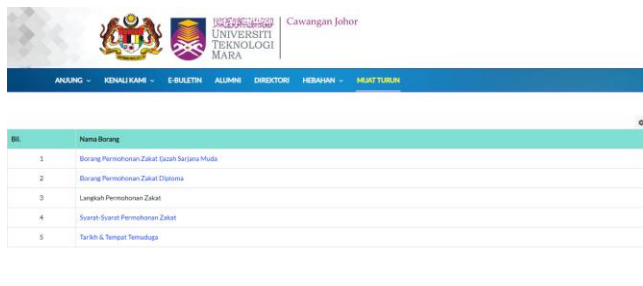 UNIVERSITI
TEKNOLOGI
MARA
Cawangan Johor
ANJUNG KENALI KAMI E-BULETIN ALUMNI DIREKTORI HEBAHAN MUAT TURUN
Bil. Nama Borang
1 Borang Permohonan Zakat Ijazah Sarjana Muda
2 Borang Permohonan Zakat Diploma
3 Langkah Permohonan Zakat
4 Syarat-Syarat Permohonan Zakat
5 Tarikh & Tempat Temuduga